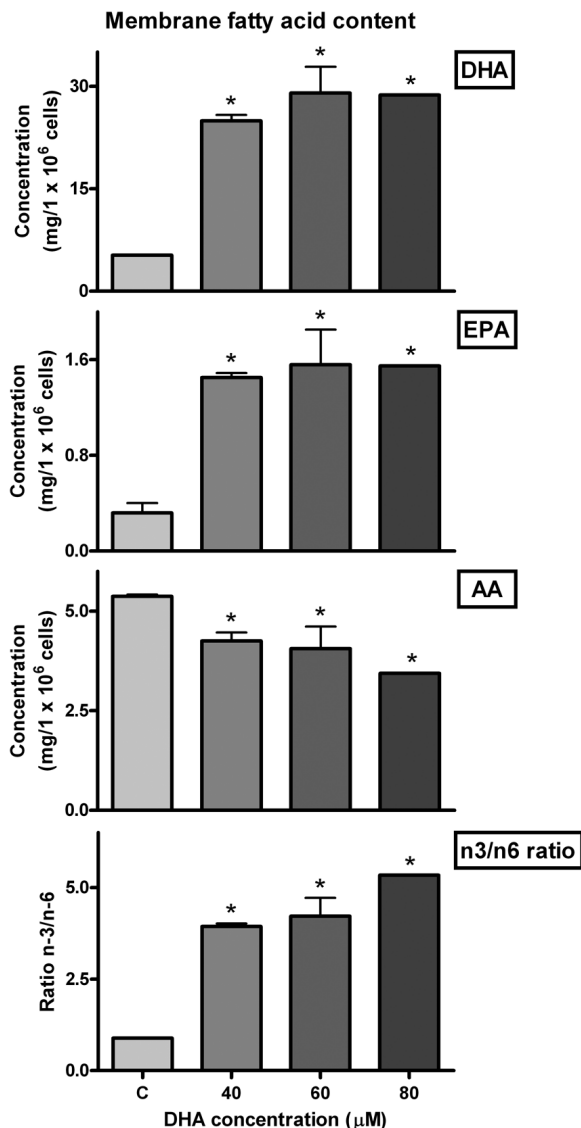 Membrane fatty acid content
DHA
Concentration
(mg/1 x 10⁶ cells)
30
15
0
*
*
*
EPA
Concentration
(mg/1 x 10⁶ cells)
1.6
0.8
0.0
*
*
*
AA
Concentration
(mg/1 x 10⁶ cells)
5.0
2.5
0.0
*
*
*
n3/n6 ratio
Ratio n-3/n-6
5.0
2.5
0.0
*
*
*
C 40 60 80
DHA concentration (µM)